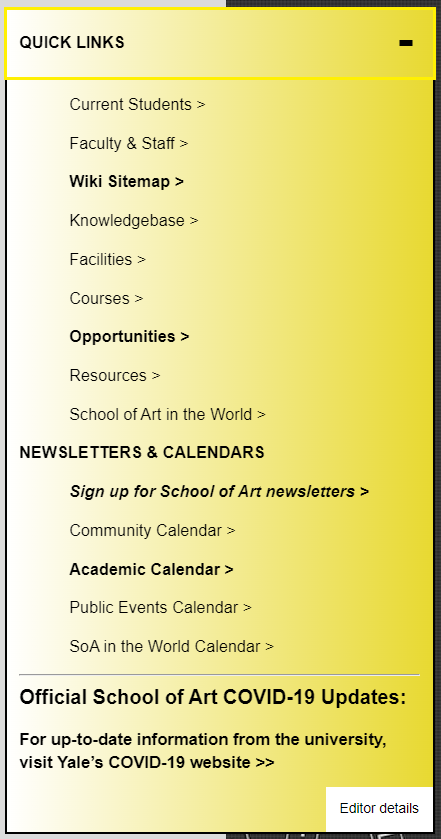 QUICK LINKS
Current Students >
Faculty & Staff >
Wiki Sitemap >
Knowledgebase >
Facilities >
Courses >
Opportunities >
Resources >
School of Art in the World >
NEWSLETTERS & CALENDARS
Sign up for School of Art newsletters >
Community Calendar >
Academic Calendar >
Public Events Calendar >
SoA in the World Calendar >
Official School of Art COVID-19 Updates:
For up-to-date information from the university,
visit Yale’s COVID-19 website >>
Editor details